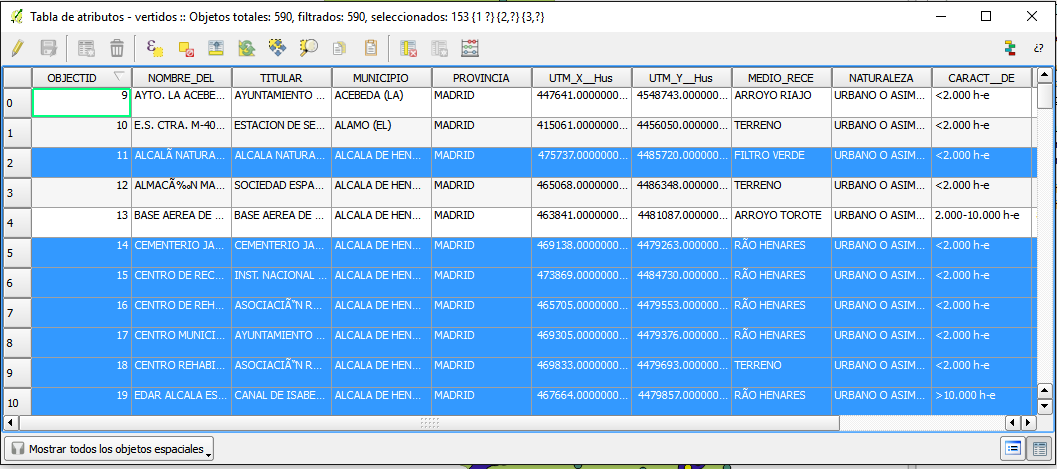 Tabla de atributos - vertidos :: Objetos totales: 590, filtrados: 590, seleccionados: 153 {1 ?} {2,?} {3,?}
¿?
OBJECTID NOMBRE_DEL TITULAR MUNICIPIO PROVINCIA UTM_X__Hus UTM_Y__Hus MEDIO_RECE NATURALEZA CARACT__DE
0 9 AYTO. LA ACEBE... AYUNTAMIENTO ... ACEBEDA (LA) MADRID 447641.0000000... 4548743.000000... ARROYO RIAJO URBANO O ASIM... <2.000 h-e
1 10 E.S. CTRA. M-40... ESTACION DE SE... ALAMO (EL) MADRID 415061.0000000... 4456050.000000... TERRENO URBANO O ASIM... <2.000 h-e
2 11 ALCALÃ NATURA... ALCALA NATURA... ALCALA DE HEN... MADRID 475737.0000000... 4485720.000000... FILTRO VERDE URBANO O ASIM... <2.000 h-e
3 12 ALMACÃ‰N MA... SOCIEDAD ESPA... ALCALA DE HEN... MADRID 465068.0000000... 4486348.000000... TERRENO URBANO O ASIM... <2.000 h-e
4 13 BASE AEREA DE ... BASE AEREA DE ... ALCALA DE HEN... MADRID 463841.0000000... 4481087.000000... ARROYO TOROTE URBANO O ASIM... 2.000-10.000 h-e
5 14 CEMENTERIO JA... CEMENTERIO JA... ALCALA DE HEN... MADRID 469138.0000000... 4479263.000000... RÃO HENARES URBANO O ASIM... <2.000 h-e
6 15 CENTRO DE REC... INST. NACIONAL ... ALCALA DE HEN... MADRID 473869.0000000... 4484730.000000... RÃO HENARES URBANO O ASIM... <2.000 h-e
7 16 CENTRO DE REH... ASOCIACIÃ“N R... ALCALA DE HEN... MADRID 465705.0000000... 4479553.000000... RÃO HENARES URBANO O ASIM... <2.000 h-e
8 17 CENTRO MUNICI... AYUNTAMIENTO ... ALCALA DE HEN... MADRID 469305.0000000... 4479376.000000... RÃO HENARES URBANO O ASIM... <2.000 h-e
9 18 CENTRO REHABI... ASOCIACIÃ“N R... ALCALA DE HEN... MADRID 469833.0000000... 4479693.000000... TERRENO URBANO O ASIM... <2.000 h-e
10 19 EDAR ALCALA ES... CANAL DE ISABE... ALCALA DE HEN... MADRID 467664.0000000... 4479857.000000... RÃO HENARES URBANO O ASIM... >10.000 h-e
Mostrar todos los objetos espaciales